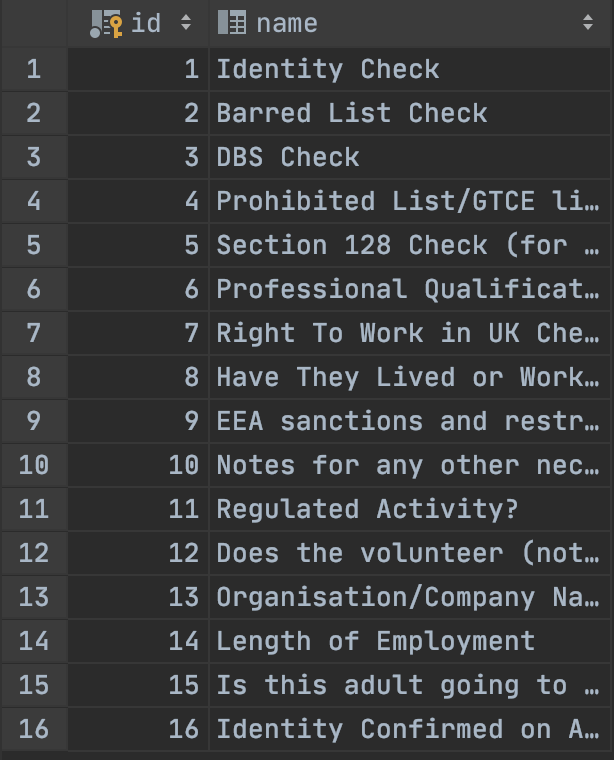 id name
1 1 Identity Check
2 2 Barred List Check
3 3 DBS Check
4 4 Prohibited List/GTCE li…
5 5 Section 128 Check (for …
6 6 Professional Qualificat…
7 7 Right To Work in UK Che…
8 8 Have They Lived or Work…
9 9 EEA sanctions and restr…
10 10 Notes for any other nec…
11 11 Regulated Activity?
12 12 Does the volunteer (not…
13 13 Organisation/Company Na…
14 14 Length of Employment
15 15 Is this adult going to …
16 16 Identity Confirmed on A…